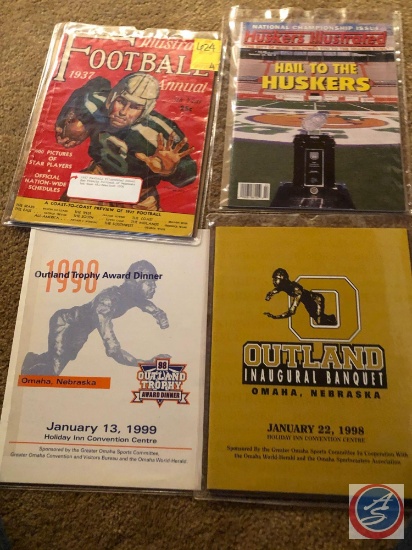 Illustrated
FOOTBALL
1937
Annual
424
400 PICTURES
OF
STAR PLAYERS
OFFICIAL
NATION-WIDE
SCHEDULES
A COAST-TO-COAST PREVIEW OF 1937 FOOTBALL
NATIONAL CHAMPIONSHIP ISSUE
HUSKERS ILLUSTRATED
HAIL TO THE
HUSKERS
1998
Outland Trophy Award Dinner
Omaha, Nebraska
98
OUTLAND
TROPHY
AWARD DINNER
January 13, 1999
Holiday Inn Convention Centre
Sponsored by the Greater Omaha Sports Committee,
Greater Omaha Convention and Visitors Bureau and the Omaha World-Herald
OUTLAND
INAUGURAL BANQUET
OMAHA, NEBRASKA
JANUARY 22, 1998
HOLIDAY INN CONVENTION CENTRE
Sponsored By the Greater Omaha Sports Committee In Cooperation With
the Omaha World-Herald and the Omaha Sportscasters Association
AS